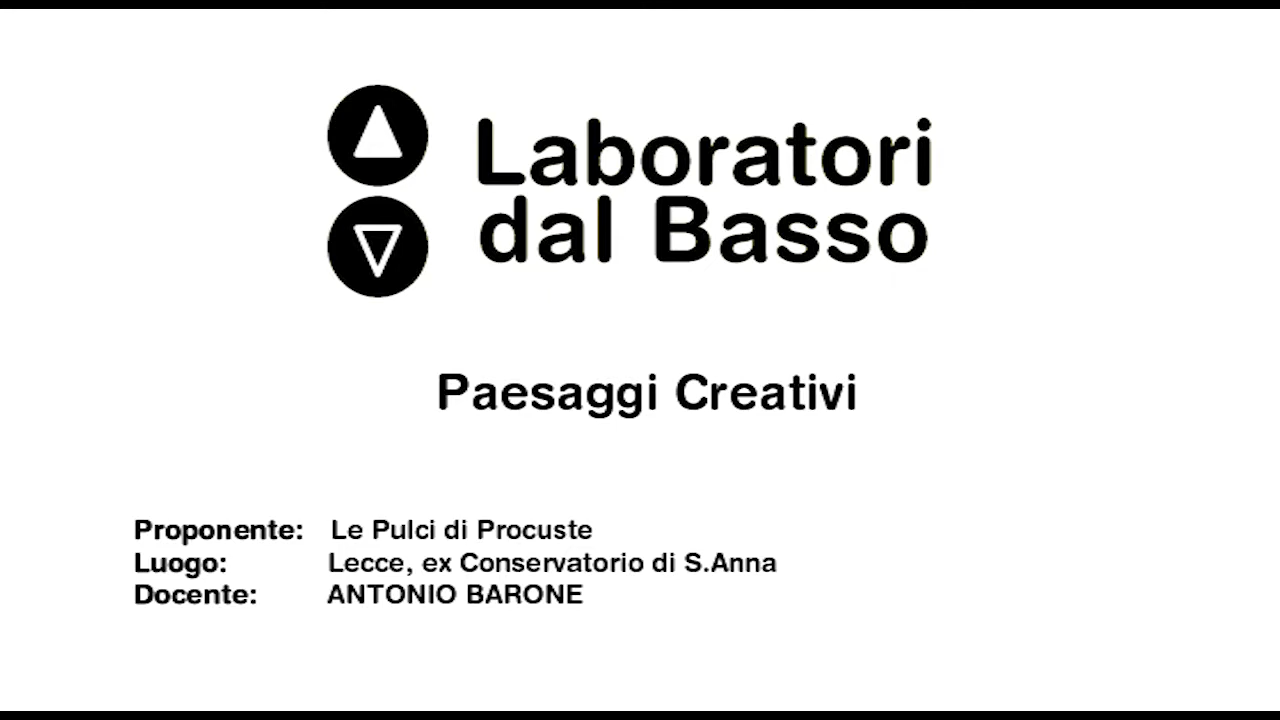 Laboratori
dal Basso
Paesaggi Creativi
Proponente: Le Pulci di Procuste
Luogo: Lecce, ex Conservatorio di S.Anna
Docente: ANTONIO BARONE